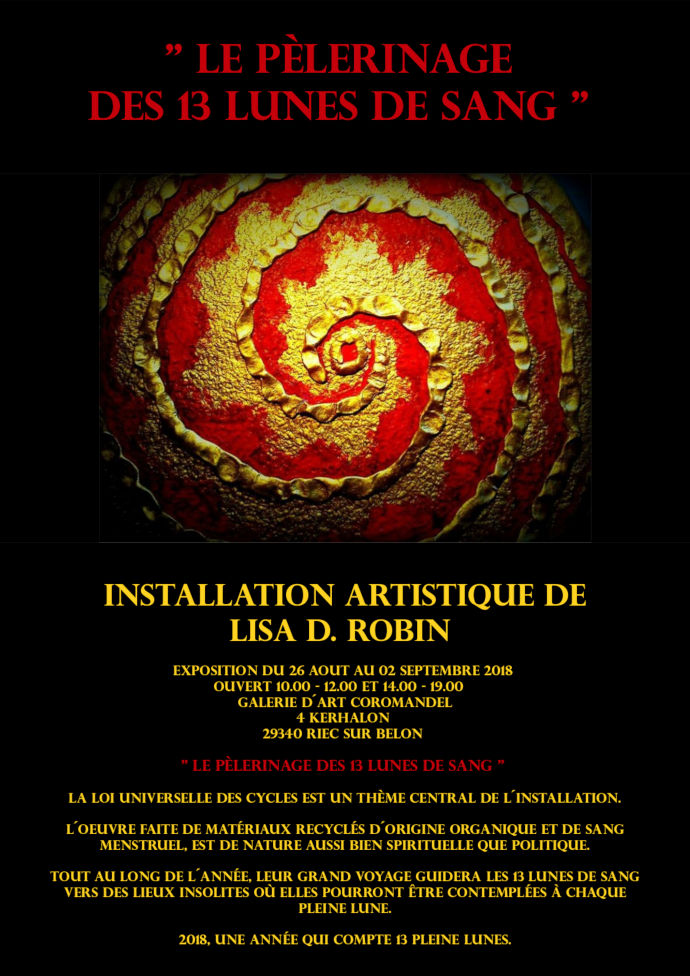 ” LE PÈLERINAGE
DES 13 LUNES DE SANG ”
INSTALLATION ARTISTIQUE DE
LISA D. ROBIN
EXPOSITION DU 26 AOUT AU 02 SEPTEMBRE 2018
OUVERT 10.00 - 12.00 ET 14.00 - 19.00
GALERIE D´ART COROMANDEL
4 KERHALON
29340 RIEC SUR BELON
” LE PÈLERINAGE DES 13 LUNES DE SANG ”
LA LOI UNIVERSELLE DES CYCLES EST UN THÈME CENTRAL DE L´INSTALLATION.
L´OEUVRE FAITE DE MATÉRIAUX RECYCLÉS D´ORIGINE ORGANIQUE ET DE SANG
MENSTRUEL, EST DE NATURE AUSSI BIEN SPIRITUELLE QUE POLITIQUE.
TOUT AU LONG DE L´ANNÉE, LEUR GRAND VOYAGE GUIDERA LES 13 LUNES DE SANG
VERS DES LIEUX INSOLITES OÙ ELLES POURRONT ÊTRE CONTEMPLÉES À CHAQUE
PLEINE LUNE.
2018, UNE ANNÉE QUI COMPTE 13 PLEINE LUNES.